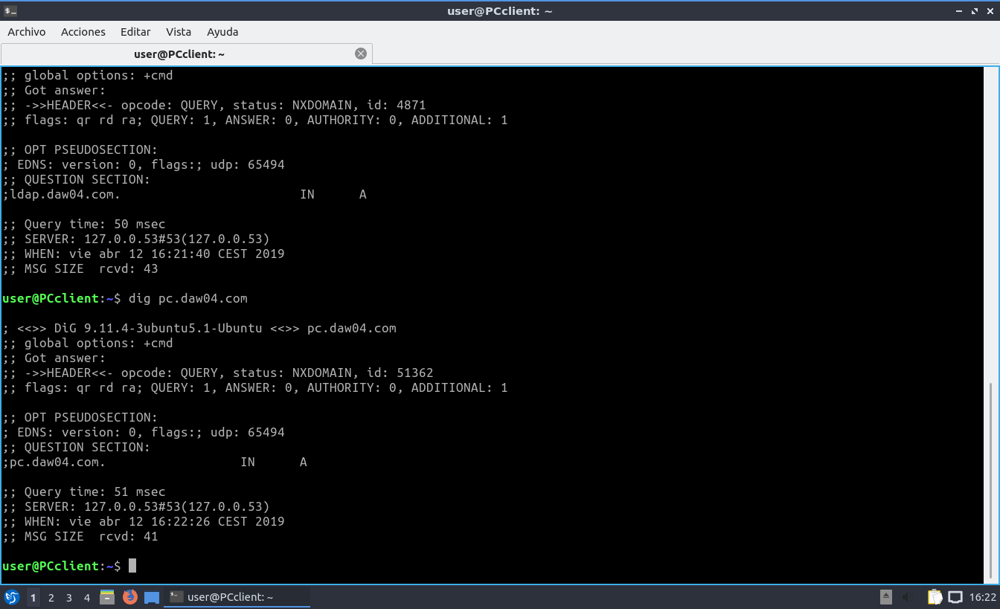 user@PCclient: ~
Archivo Acciones Editar Vista Ayuda
user@PCclient: ~
;; global options: +cmd
;; Got answer:
;; ->>HEADER<<- opcode: QUERY, status: NXDOMAIN, id: 4871
;; flags: qr rd ra; QUERY: 1, ANSWER: 0, AUTHORITY: 0, ADDITIONAL: 1

;; OPT PSEUDOSECTION:
; EDNS: version: 0, flags:; udp: 65494
;; QUESTION SECTION:
;ldap.daw04.com.                        IN      A

;; Query time: 50 msec
;; SERVER: 127.0.0.53#53(127.0.0.53)
;; WHEN: vie abr 12 16:21:40 CEST 2019
;; MSG SIZE  rcvd: 43

user@PCclient:~$ dig pc.daw04.com

; <<>> DiG 9.11.4-3ubuntu5.1-Ubuntu <<>> pc.daw04.com
;; global options: +cmd
;; Got answer:
;; ->>HEADER<<- opcode: QUERY, status: NXDOMAIN, id: 51362
;; flags: qr rd ra; QUERY: 1, ANSWER: 0, AUTHORITY: 0, ADDITIONAL: 1

;; OPT PSEUDOSECTION:
; EDNS: version: 0, flags:; udp: 65494
;; QUESTION SECTION:
;pc.daw04.com.                  IN      A

;; Query time: 51 msec
;; SERVER: 127.0.0.53#53(127.0.0.53)
;; WHEN: vie abr 12 16:22:26 CEST 2019
;; MSG SIZE  rcvd: 41

user@PCclient:~$
1 2 3 4 user@PCclient: ~ 16:22